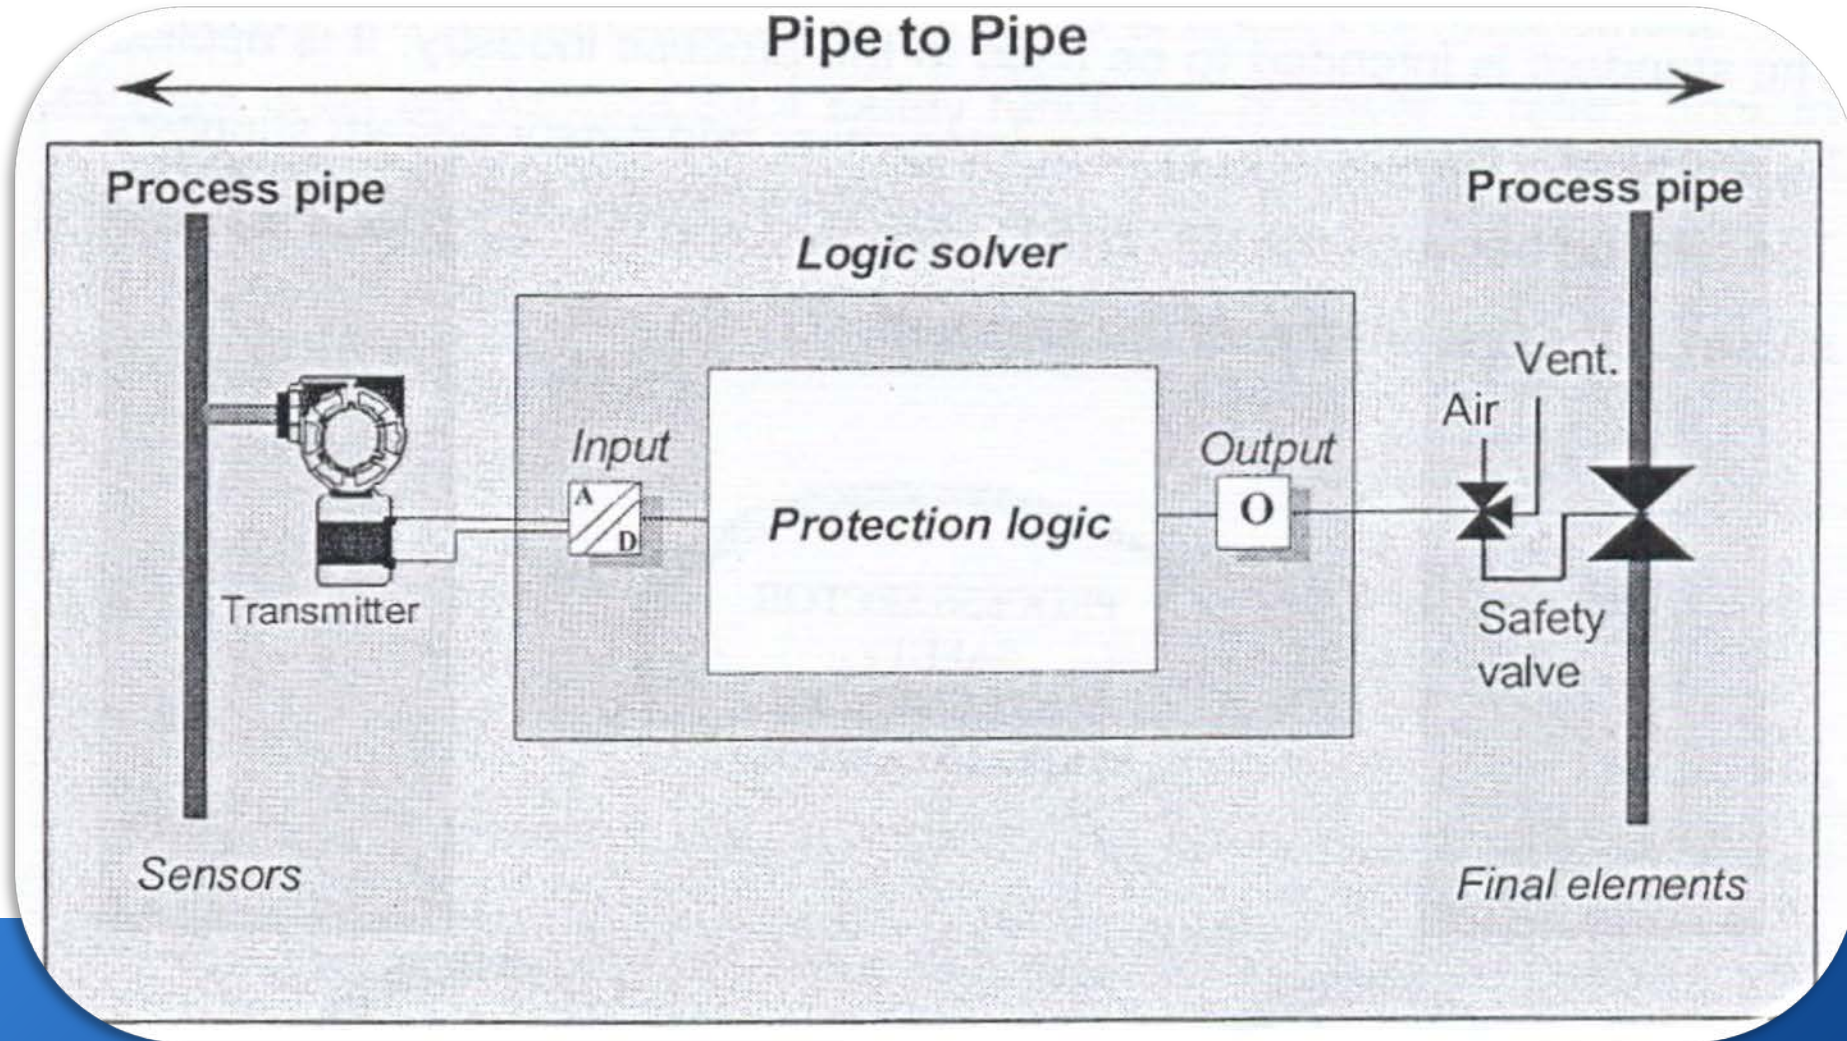 Pipe to Pipe
Process pipe
Process pipe
Logic solver
Vent.
Air
Input
Output
A
D
Protection logic
O
Transmitter
Safety
valve
Sensors
Final elements